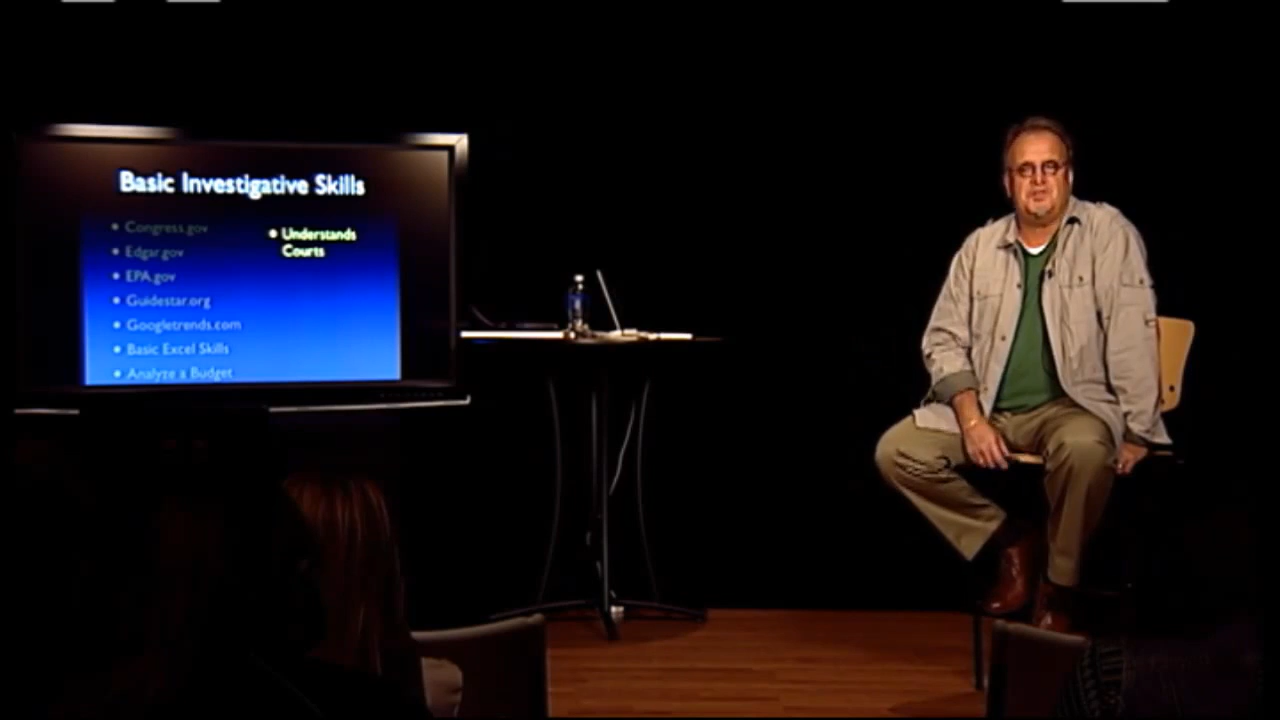 Basic Investigative Skills
• Congress.gov
• Edgar.gov
• EPA.gov
• Guidestar.org
• Googletrends.com
• Basic Excel Skills
• Analyze a Budget
• Understands
Courts